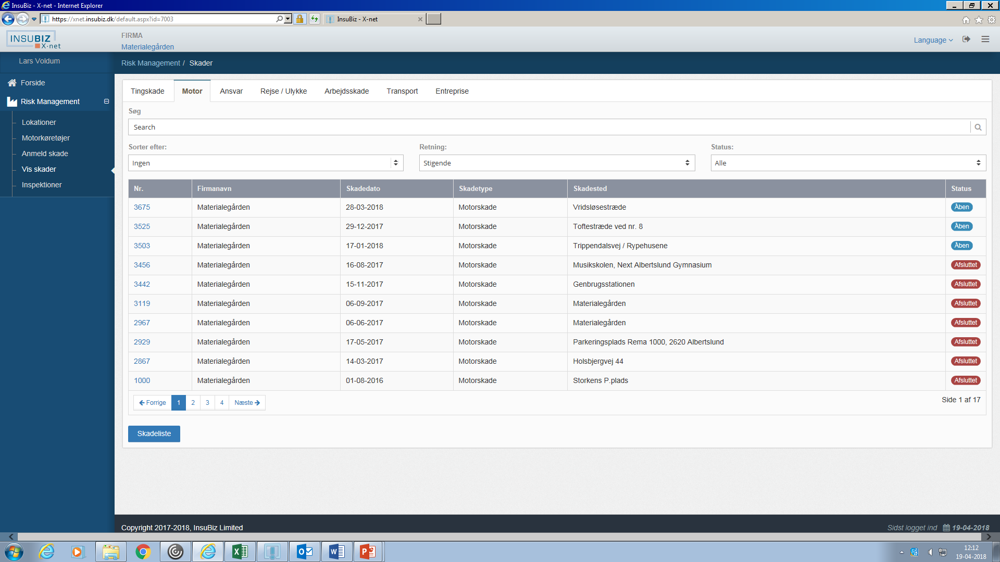 InsuBiz - X-net - Internet Explorer
https://xnet.insubiz.dk/default.aspx?id=7003
InsuBiz - X-net
INSUBIZ
X·net
FIRMA
Materialegården
Language
Lars Voldum
Risk Management / Skader
Forside
Risk Management
Lokationer
Motorkøretøjer
Anmeld skade
Vis skader
Inspektioner
Tingskade Motor Ansvar Rejse / Ulykke Arbejdsskade Transport Entreprise
Søg
Search
Sorter efter: Retning: Status:
Ingen Stigende Alle
Nr. Firmanavn Skadedato Skadetype Skadested Status
3675 Materialegården 28-03-2018 Motorskade Vridsløsestræde Åben
3525 Materialegården 29-12-2017 Motorskade Toftestræde ved nr. 8 Åben
3503 Materialegården 17-01-2018 Motorskade Trippendalsvej / Rypehusene Åben
3456 Materialegården 16-08-2017 Motorskade Musikskolen, Next Albertslund Gymnasium Afsluttet
3442 Materialegården 15-11-2017 Motorskade Genbrugsstationen Afsluttet
3119 Materialegården 06-09-2017 Motorskade Materialegården Afsluttet
2967 Materialegården 06-06-2017 Motorskade Materialegården Afsluttet
2929 Materialegården 17-05-2017 Motorskade Parkeringsplads Rema 1000, 2620 Albertslund Afsluttet
2867 Materialegården 14-03-2017 Motorskade Holsbjergvej 44 Afsluttet
1000 Materialegården 01-08-2016 Motorskade Storkens P.plads Afsluttet
Forrige 1 2 3 4 Næste Side 1 af 17
Skadeliste
Copyright 2017-2018, InsuBiz Limited Sidst logget ind 19-04-2018
12:12
19-04-2018